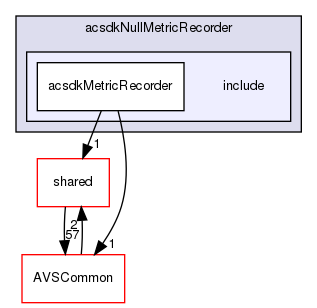 acsdkNullMetricRecorder
acsdkMetricRecorder
include
1
shared
2
57
1
AVSCommon